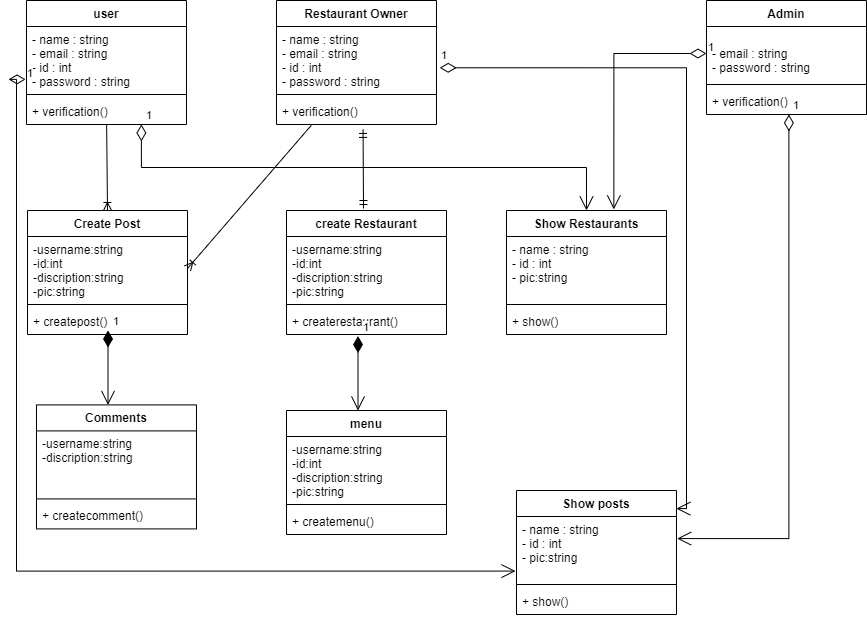 user
- name : string
- email : string
- id : int
- password : string
+ verification()
1
1
Restaurant Owner
- name : string
- email : string
- id : int
- password : string
+ verification()
1
Admin
- email : string
- password : string
+ verification()
1
1
Create Post
-username:string
-id:int
-discription:string
-pic:string
+ createpost()
1
create Restaurant
-username:string
-id:int
-discription:string
-pic:string
+ createrestaurant()
1
Show Restaurants
- name : string
- id : int
- pic:string
+ show()
Comments
-username:string
-discription:string
+ createcomment()
menu
-username:string
-id:int
-discription:string
-pic:string
+ createmenu()
Show posts
- name : string
- id : int
- pic:string
+ show()